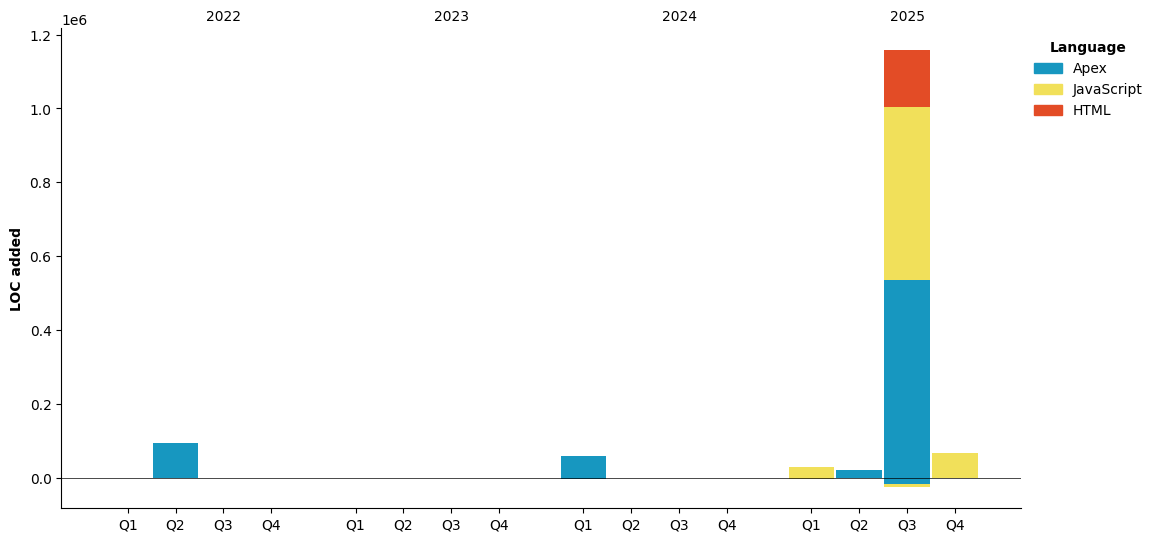 1e6
2022 2023 2024 2025
1.2
1.0
0.8
0.6
0.4
0.2
0.0
LOC added
Q1 Q2 Q3 Q4 Q1 Q2 Q3 Q4 Q1 Q2 Q3 Q4 Q1 Q2 Q3 Q4
Language
Apex
JavaScript
HTML